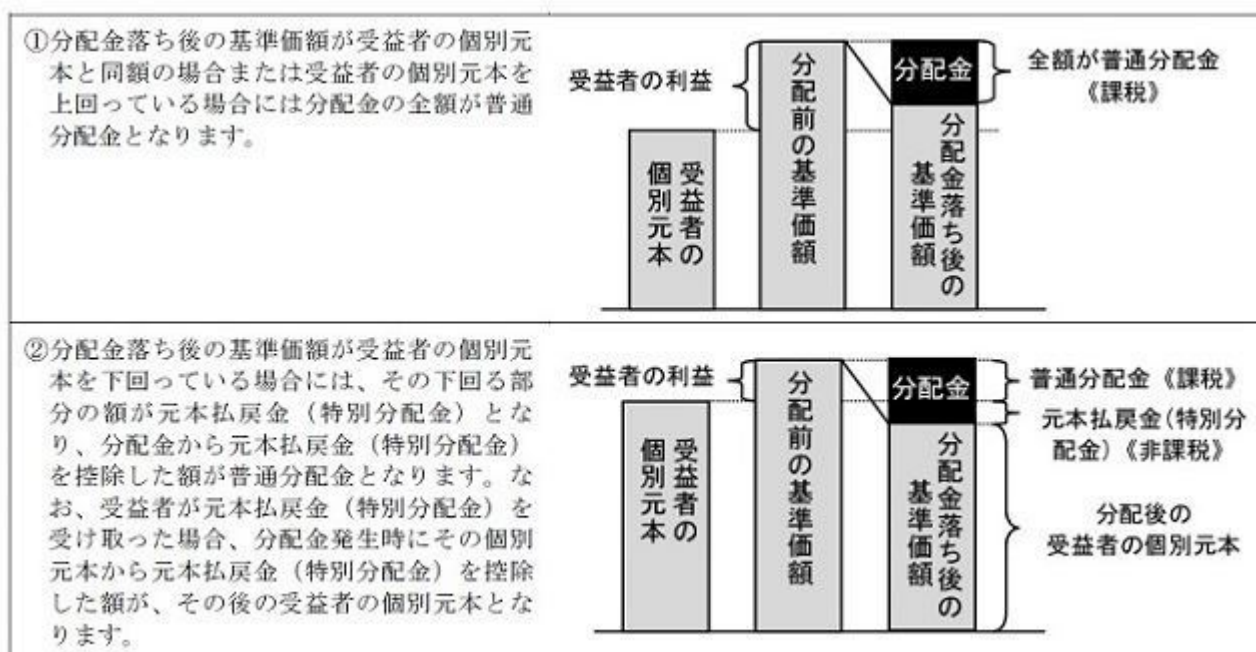 ①分配金落ち後の基準価額が受益者の個別元
本と同額の場合または受益者の個別元本を
上回っている場合には分配金の全額が普通
分配金となります。
受益者の利益
受益者の
個別元本
分配前の基準価額
分配金
分配金落ち後の
基準価額
全額が普通分配金
《課税》
②分配金落ち後の基準価額が受益者の個別元
本を下回っている場合には、その下回る部
分の額が元本払戻金（特別分配金）とな
り、分配金から元本払戻金（特別分配金）
を控除した額が普通分配金となります。な
お、受益者が元本払戻金（特別分配金）を
受け取った場合、分配金発生時にその個別
元本から元本払戻金（特別分配金）を控除
した額が、その後の受益者の個別元本とな
ります。
受益者の利益
受益者の
個別元本
分配前の基準価額
分配金
分配金落ち後の
基準価額
普通分配金《課税》
元本払戻金(特別分
配金)《非課税》
分配後の
受益者の個別元本